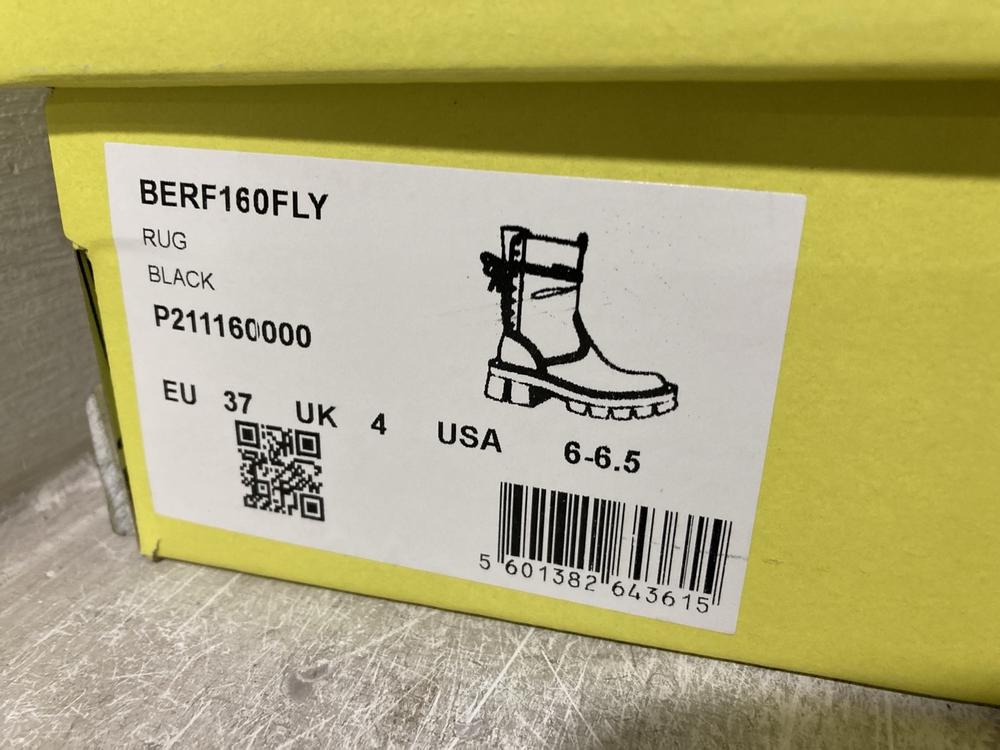 BERF160FLY
RUG
BLACK
P211160000
EU 37 UK 4 USA 6-6.5
5 601382 643615